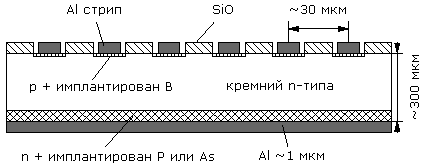 Al стрип
SiO
~30 мкм
p + имплантирован B
кремний n-типа
~300 мкм
n + имплантирован P или As
Al ~1 мкм